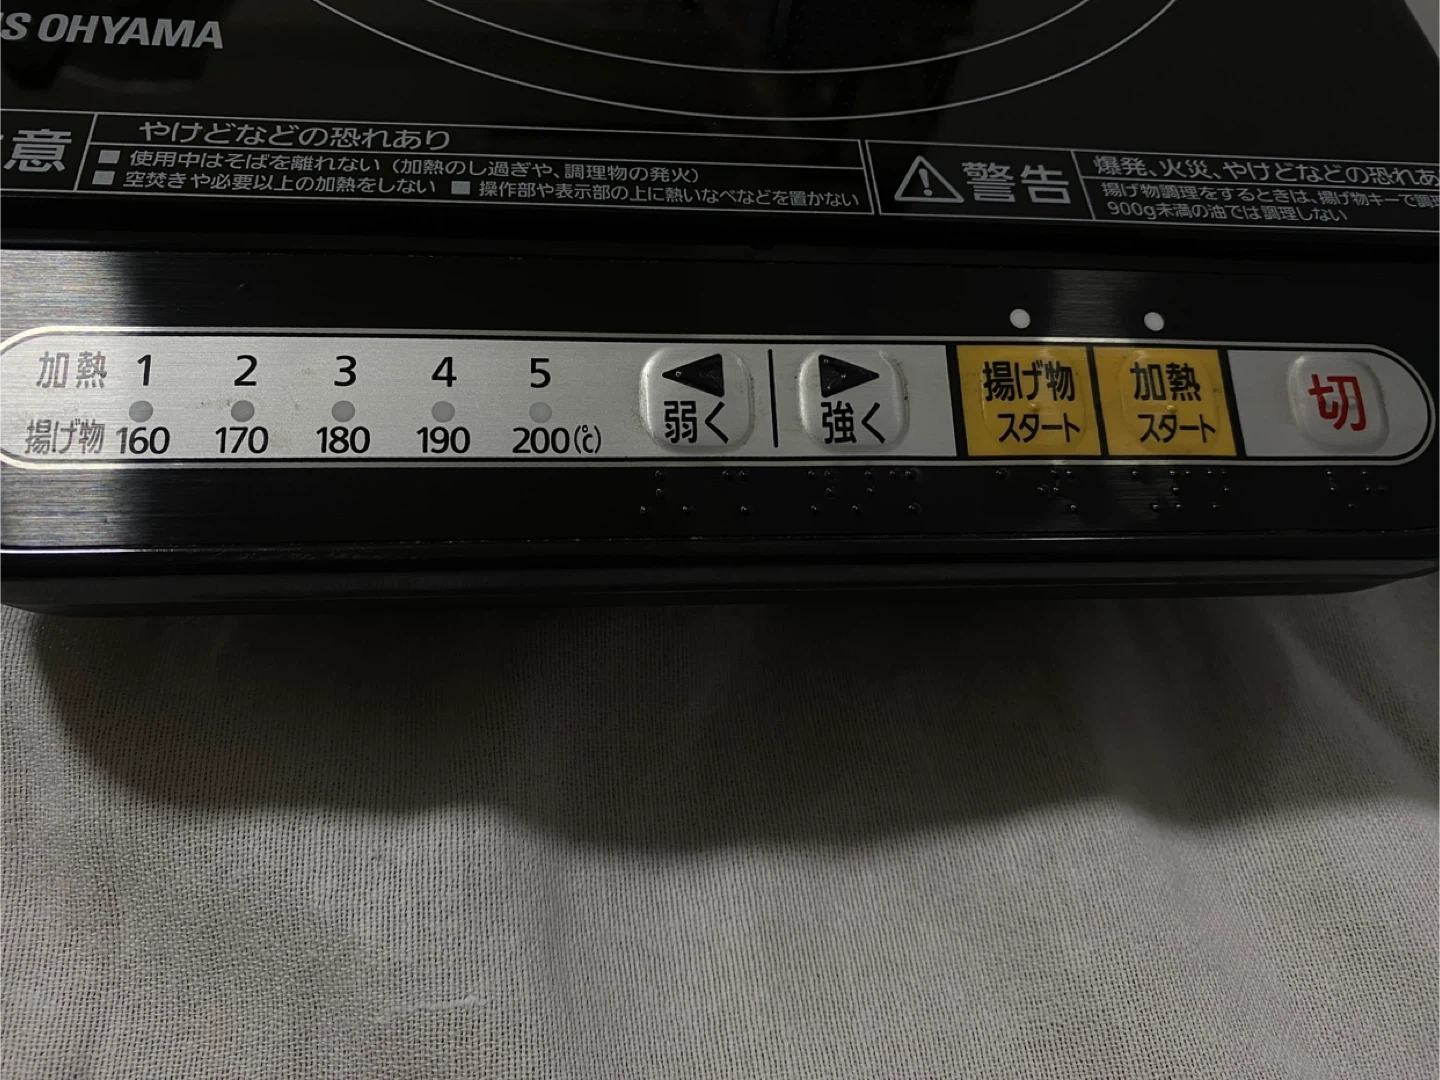 S OHYAMA
意
やけどなどの恐れあり
■ 使用中はそばを離れない（加熱のし過ぎや、調理物の発火）
■ 空焚きや必要以上の加熱をしない ■ 操作部や表示部の上に熱いなべなどを置かない
警告
爆発、火災、やけどなどの恐れあ
揚げ物調理をするときは、揚げ物キーで調理
900g未満の油では調理しない
加熱 1 2 3 4 5
揚げ物 160 170 180 190 200(℃)
◀
弱く
▶
強く
揚げ物
スタート
加熱
スタート
切